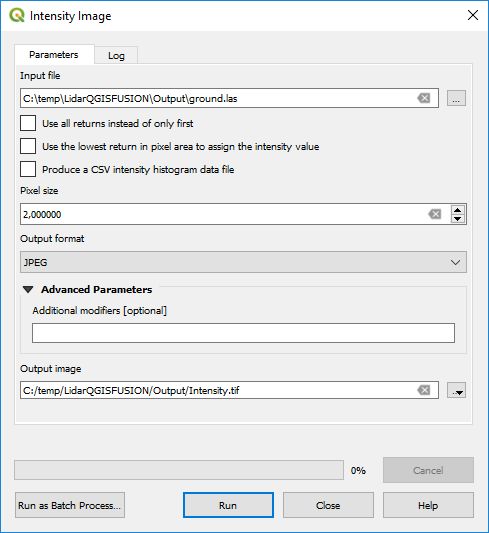 Intensity Image
Parameters
Log
Input file
C:\temp\LidarQGISFUSION\Output\ground.las
...
Use all returns instead of only first
Use the lowest return in pixel area to assign the intensity value
Produce a CSV intensity histogram data file
Pixel size
2,000000
Output format
JPEG
Advanced Parameters
Additional modifiers [optional]
Output image
C:/temp/LidarQGISFUSION/Output/Intensity.tif
0%
Cancel
Run as Batch Process...
Run
Close
Help